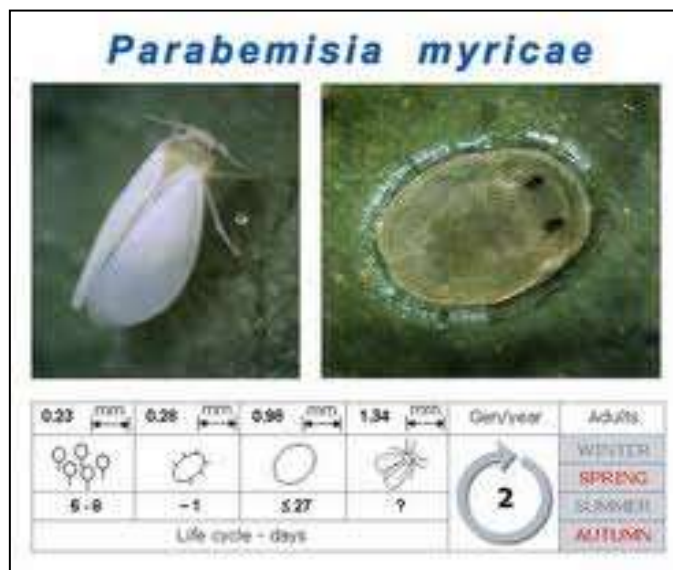 Parabemisia myricae
0.23 mm 0.28 mm 0.98 mm 1.34 mm Gen/year Adults
WINTER
SPRING
2
SUMMER
6 - 8 ~ 1 ≤ 27 ?
AUTUMN
Life cycle - days